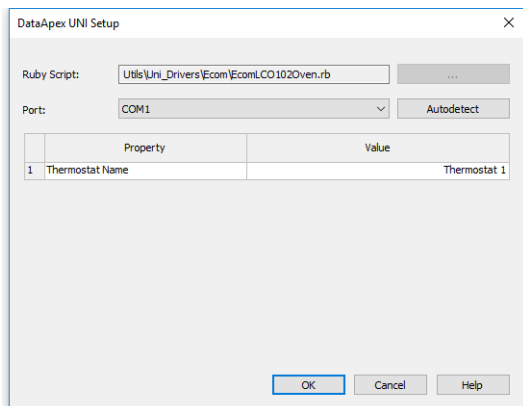 DataApex UNI Setup
Ruby Script: Utils\Uni_Drivers\Ecom\EcomLCO102Oven.rb ...
Port: COM1 Autodetect
Property Value
1 Thermostat Name Thermostat 1
OK Cancel Help